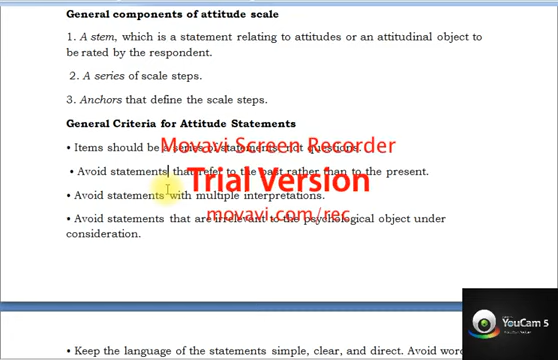 General components of attitude scale
1. A stem, which is a statement relating to attitudes or an attitudinal object to
be rated by the respondent.
2. A series of scale steps.
3. Anchors that define the scale steps.
General Criteria for Attitude Statements
• Items should be a series of statements, not questions.
Movavi Screen Recorder
• Avoid statements that refer to the past rather than to the present.
Trial Version
• Avoid statements with multiple interpretations.
movavi.com/rec
• Avoid statements that are irrelevant to the psychological object under
consideration.
YouCam 5
• Keep the language of the statements simple, clear, and direct. Avoid wor